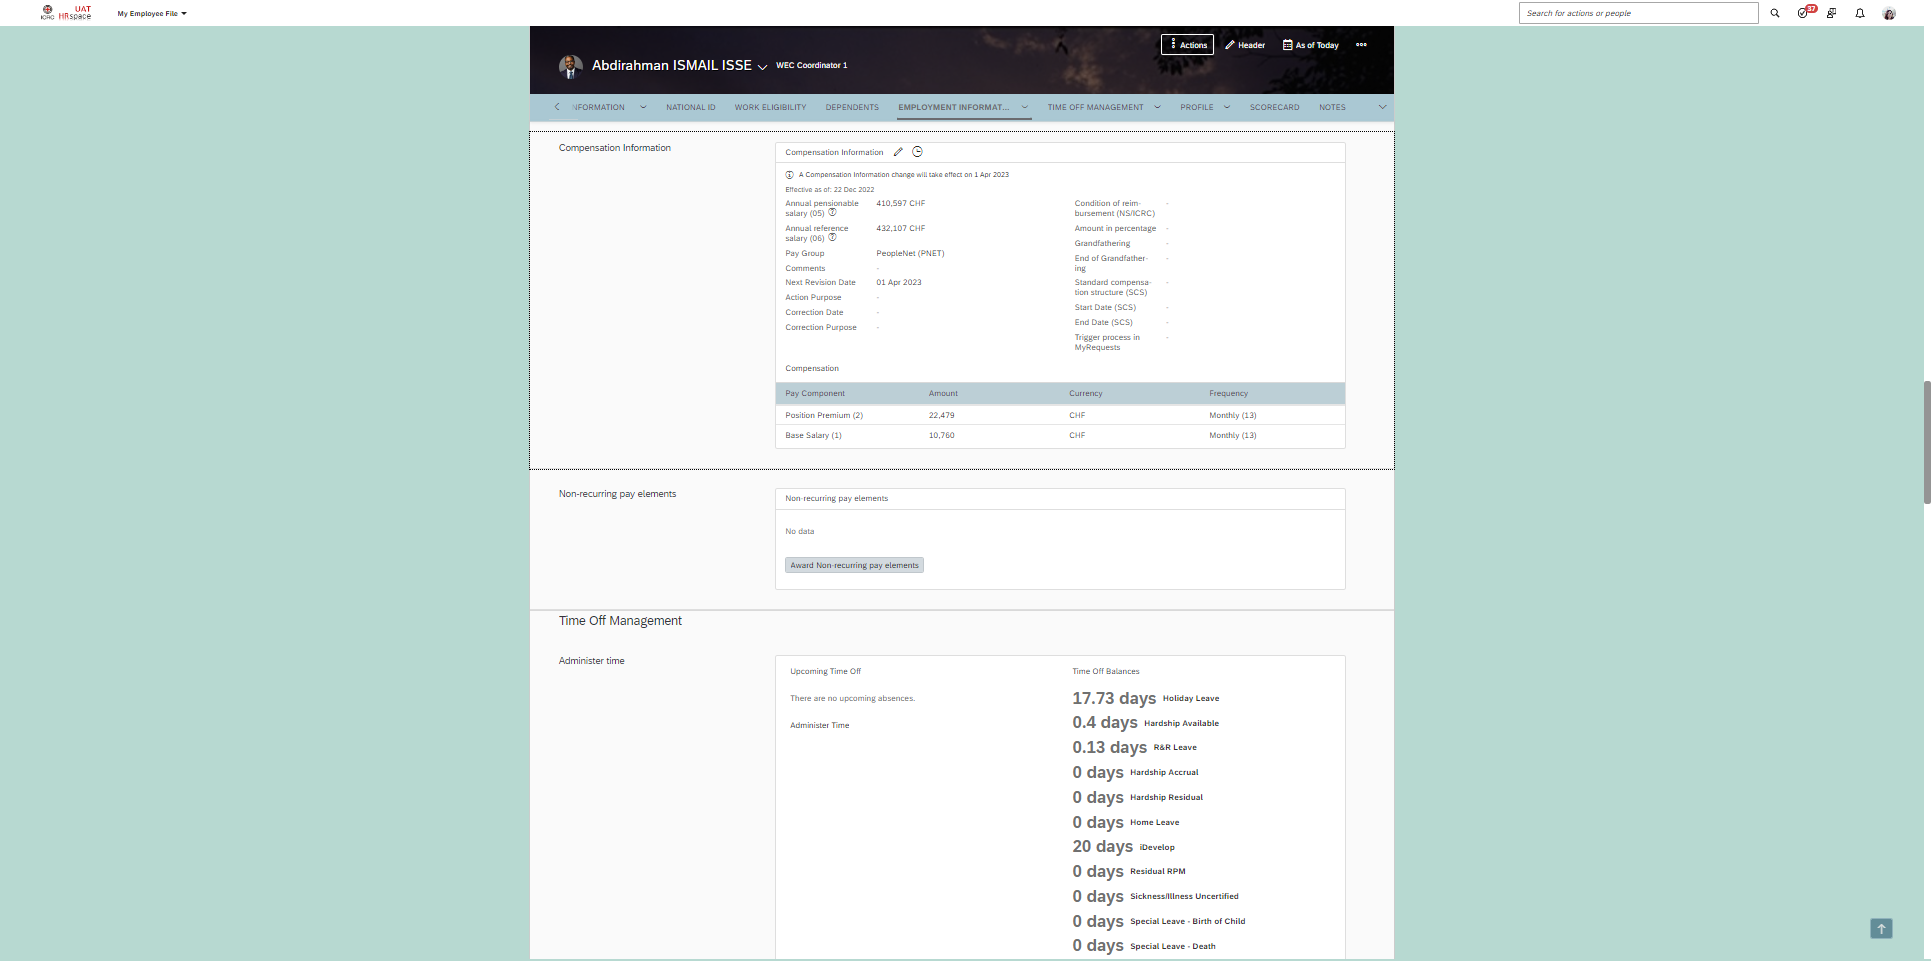 ICRC
UAT
HRspace
My Employee File
Search for actions or people
37
Abdirahman ISMAIL ISSE
WEC Coordinator 1
Actions
Header
As of Today
NFORMATION
NATIONAL ID
WORK ELIGIBILITY
DEPENDENTS
EMPLOYMENT INFORMAT...
TIME OFF MANAGEMENT
PROFILE
SCORECARD
NOTES
Compensation Information
Compensation Information
A Compensation Information change will take effect on 1 Apr 2023
Effective as of: 22 Dec 2022
Annual pensionable
salary (05)
410,597 CHF
Annual reference
salary (06)
432,107 CHF
Pay Group
PeopleNet (PNET)
Comments
-
Next Revision Date
01 Apr 2023
Action Purpose
-
Correction Date
-
Correction Purpose
-
Condition of reim-
bursement (NS/ICRC)
-
Amount in percentage
-
Grandfathering
-
End of Grandfather-
ing
-
Standard compensa-
tion structure (SCS)
-
Start Date (SCS)
-
End Date (SCS)
-
Trigger process in
MyRequests
-
Compensation
Pay Component Amount Currency Frequency
Position Premium (2) 22,479 CHF Monthly (13)
Base Salary (1) 10,760 CHF Monthly (13)
Non-recurring pay elements
Non-recurring pay elements
No data
Award Non-recurring pay elements
Time Off Management
Administer time
Upcoming Time Off
There are no upcoming absences.
Administer Time
Time Off Balances
17.73 days Holiday Leave
0.4 days Hardship Available
0.13 days R&R Leave
0 days Hardship Accrual
0 days Hardship Residual
0 days Home Leave
20 days iDevelop
0 days Residual RPM
0 days Sickness/Illness Uncertified
0 days Special Leave - Birth of Child
0 days Special Leave - Death